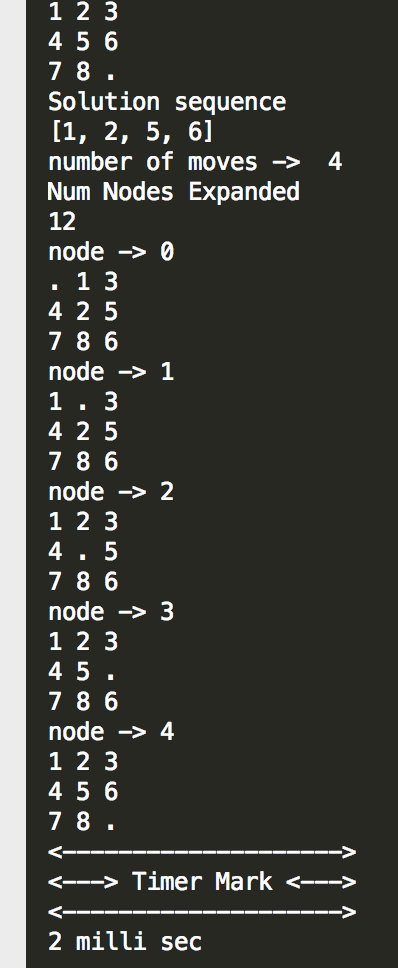 1 2 3
4 5 6
7 8 .
Solution sequence
[1, 2, 5, 6]
number of moves —>  4
Num Nodes Expanded
12
node —> 0
. 1 3
4 2 5
7 8 6
node —> 1
1 . 3
4 2 5
7 8 6
node —> 2
1 2 3
4 . 5
7 8 6
node —> 3
1 2 3
4 5 .
7 8 6
node —> 4
1 2 3
4 5 6
7 8 .
<————————————————————>
<———> Timer Mark <———>
<————————————————————>
2 milli sec